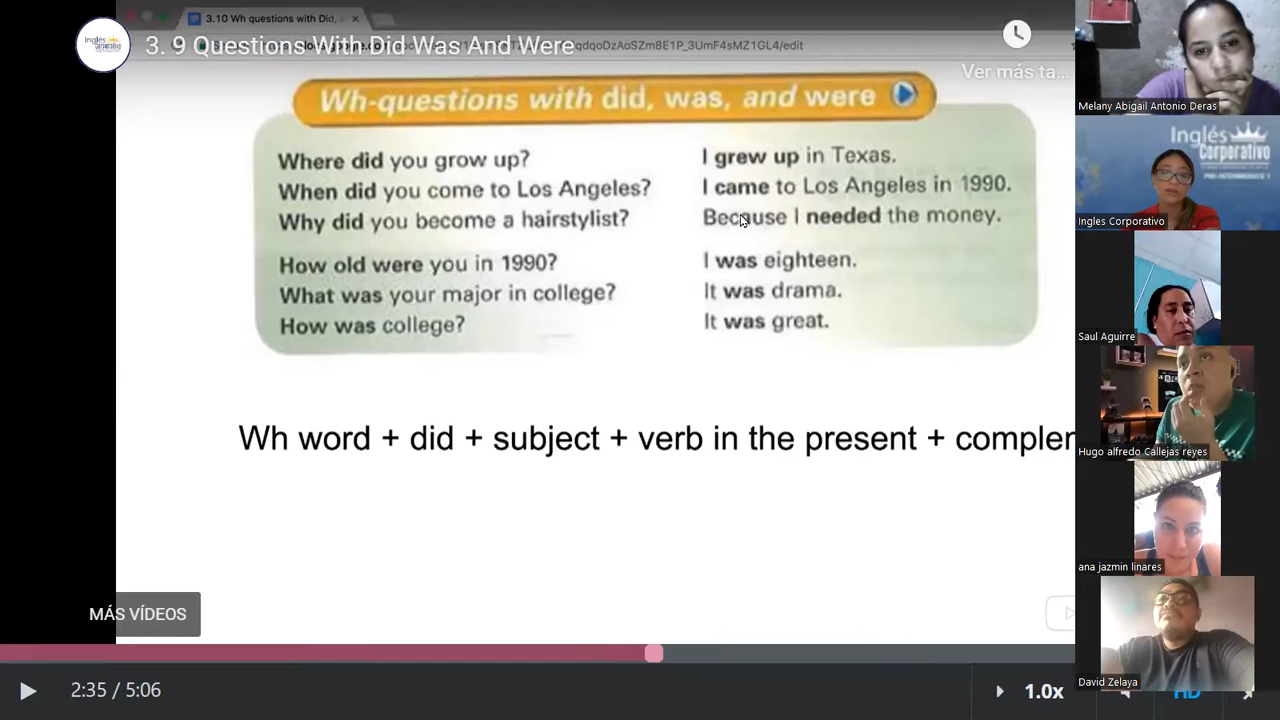 3.10 Wh questions with Did,
3. 9 Questions With Did Was And Were
qdqoDzAoSZm8E1P_3UmF4sMZ1GL4/edit
Ver más ta...
Wh-questions with did, was, and were
Where did you grow up?
I grew up in Texas.
When did you come to Los Angeles?
I came to Los Angeles in 1990.
Why did you become a hairstylist?
Because I needed the money.
How old were you in 1990?
I was eighteen.
What was your major in college?
It was drama.
How was college?
It was great.
Wh word + did + subject + verb in the present + complem
MÁS VÍDEOS
2:35 / 5:06
1.0x
HD
Melany Abigail Antonio Deras
Inglés
Corporativo
PRE-INTERMEDIATE 1
Ingles Corporativo
Saul Aguirre
Hugo alfredo Callejas reyes
ana jazmin linares
David Zelaya